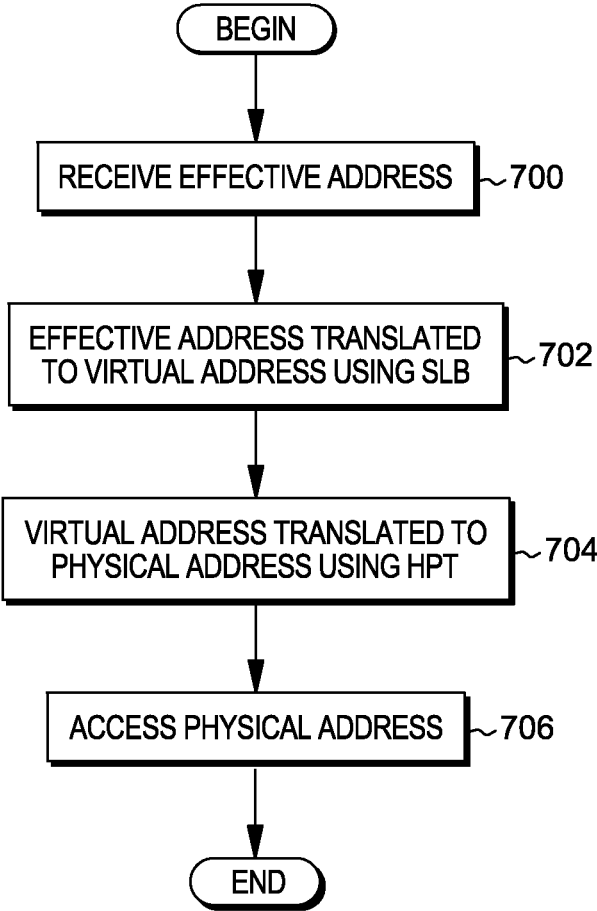 BEGIN
RECEIVE EFFECTIVE ADDRESS
700
EFFECTIVE ADDRESS TRANSLATED
TO VIRTUAL ADDRESS USING SLB
702
VIRTUAL ADDRESS TRANSLATED TO
PHYSICAL ADDRESS USING HPT
704
ACCESS PHYSICAL ADDRESS
706
END